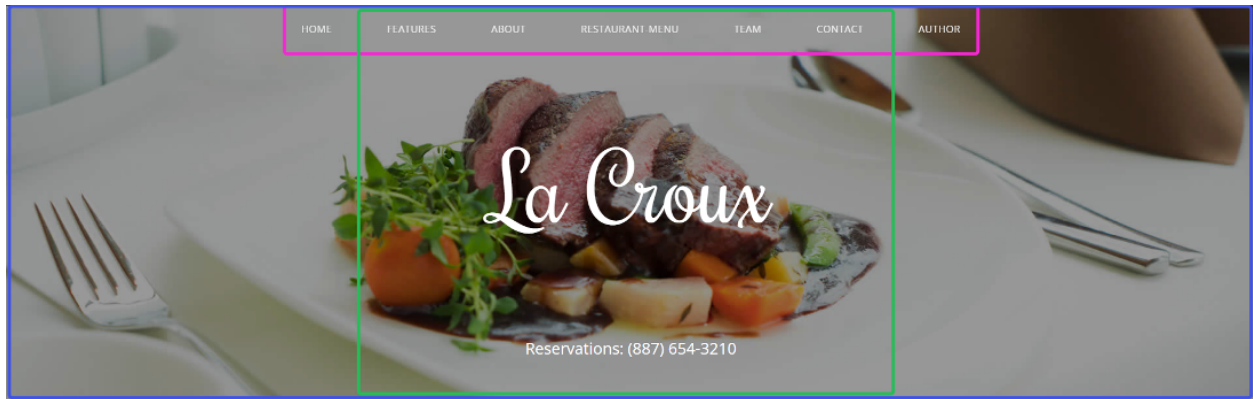 HOME FEATURES ABOUT RESTAURANT MENU TEAM CONTACT AUTHOR
La Croux
Reservations: (887) 654-3210